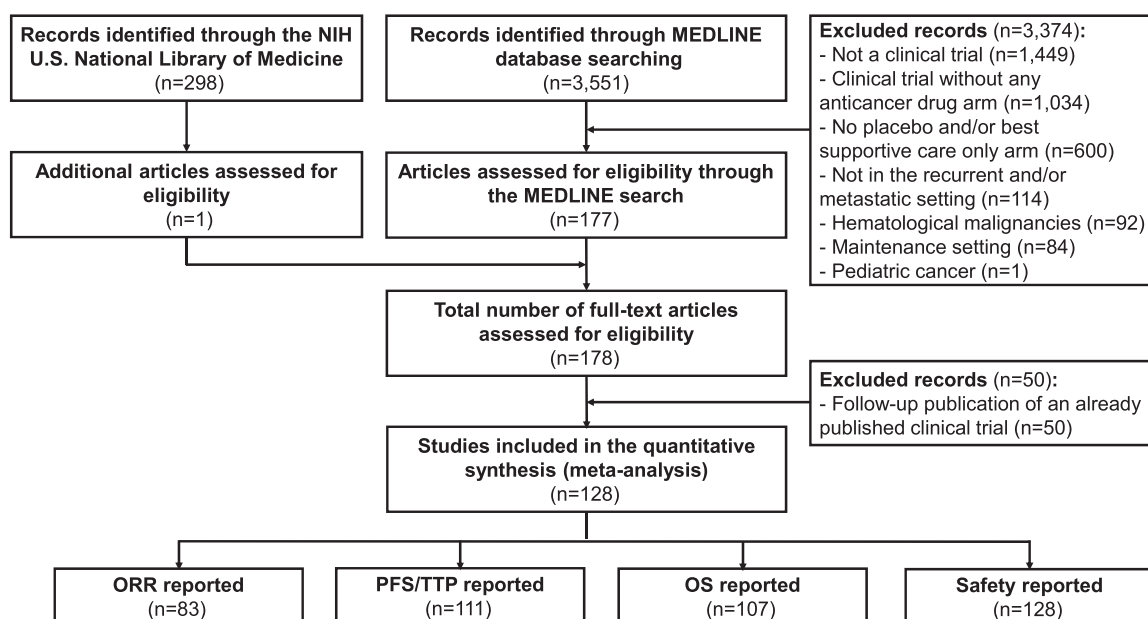 Records identified through the NIH
U.S. National Library of Medicine
(n=298)
Records identified through MEDLINE
database searching
(n=3,551)
Excluded records (n=3,374):
- Not a clinical trial (n=1,449)
- Clinical trial without any
anticancer drug arm (n=1,034)
- No placebo and/or best
supportive care only arm (n=600)
- Not in the recurrent and/or
metastatic setting (n=114)
- Hematological malignancies (n=92)
- Maintenance setting (n=84)
- Pediatric cancer (n=1)
Additional articles assessed for
eligibility
(n=1)
Articles assessed for eligibility through
the MEDLINE search
(n=177)
Total number of full-text articles
assessed for eligibility
(n=178)
Excluded records (n=50):
- Follow-up publication of an already
published clinical trial (n=50)
Studies included in the quantitative
synthesis (meta-analysis)
(n=128)
ORR reported
(n=83)
PFS/TTP reported
(n=111)
OS reported
(n=107)
Safety reported
(n=128)